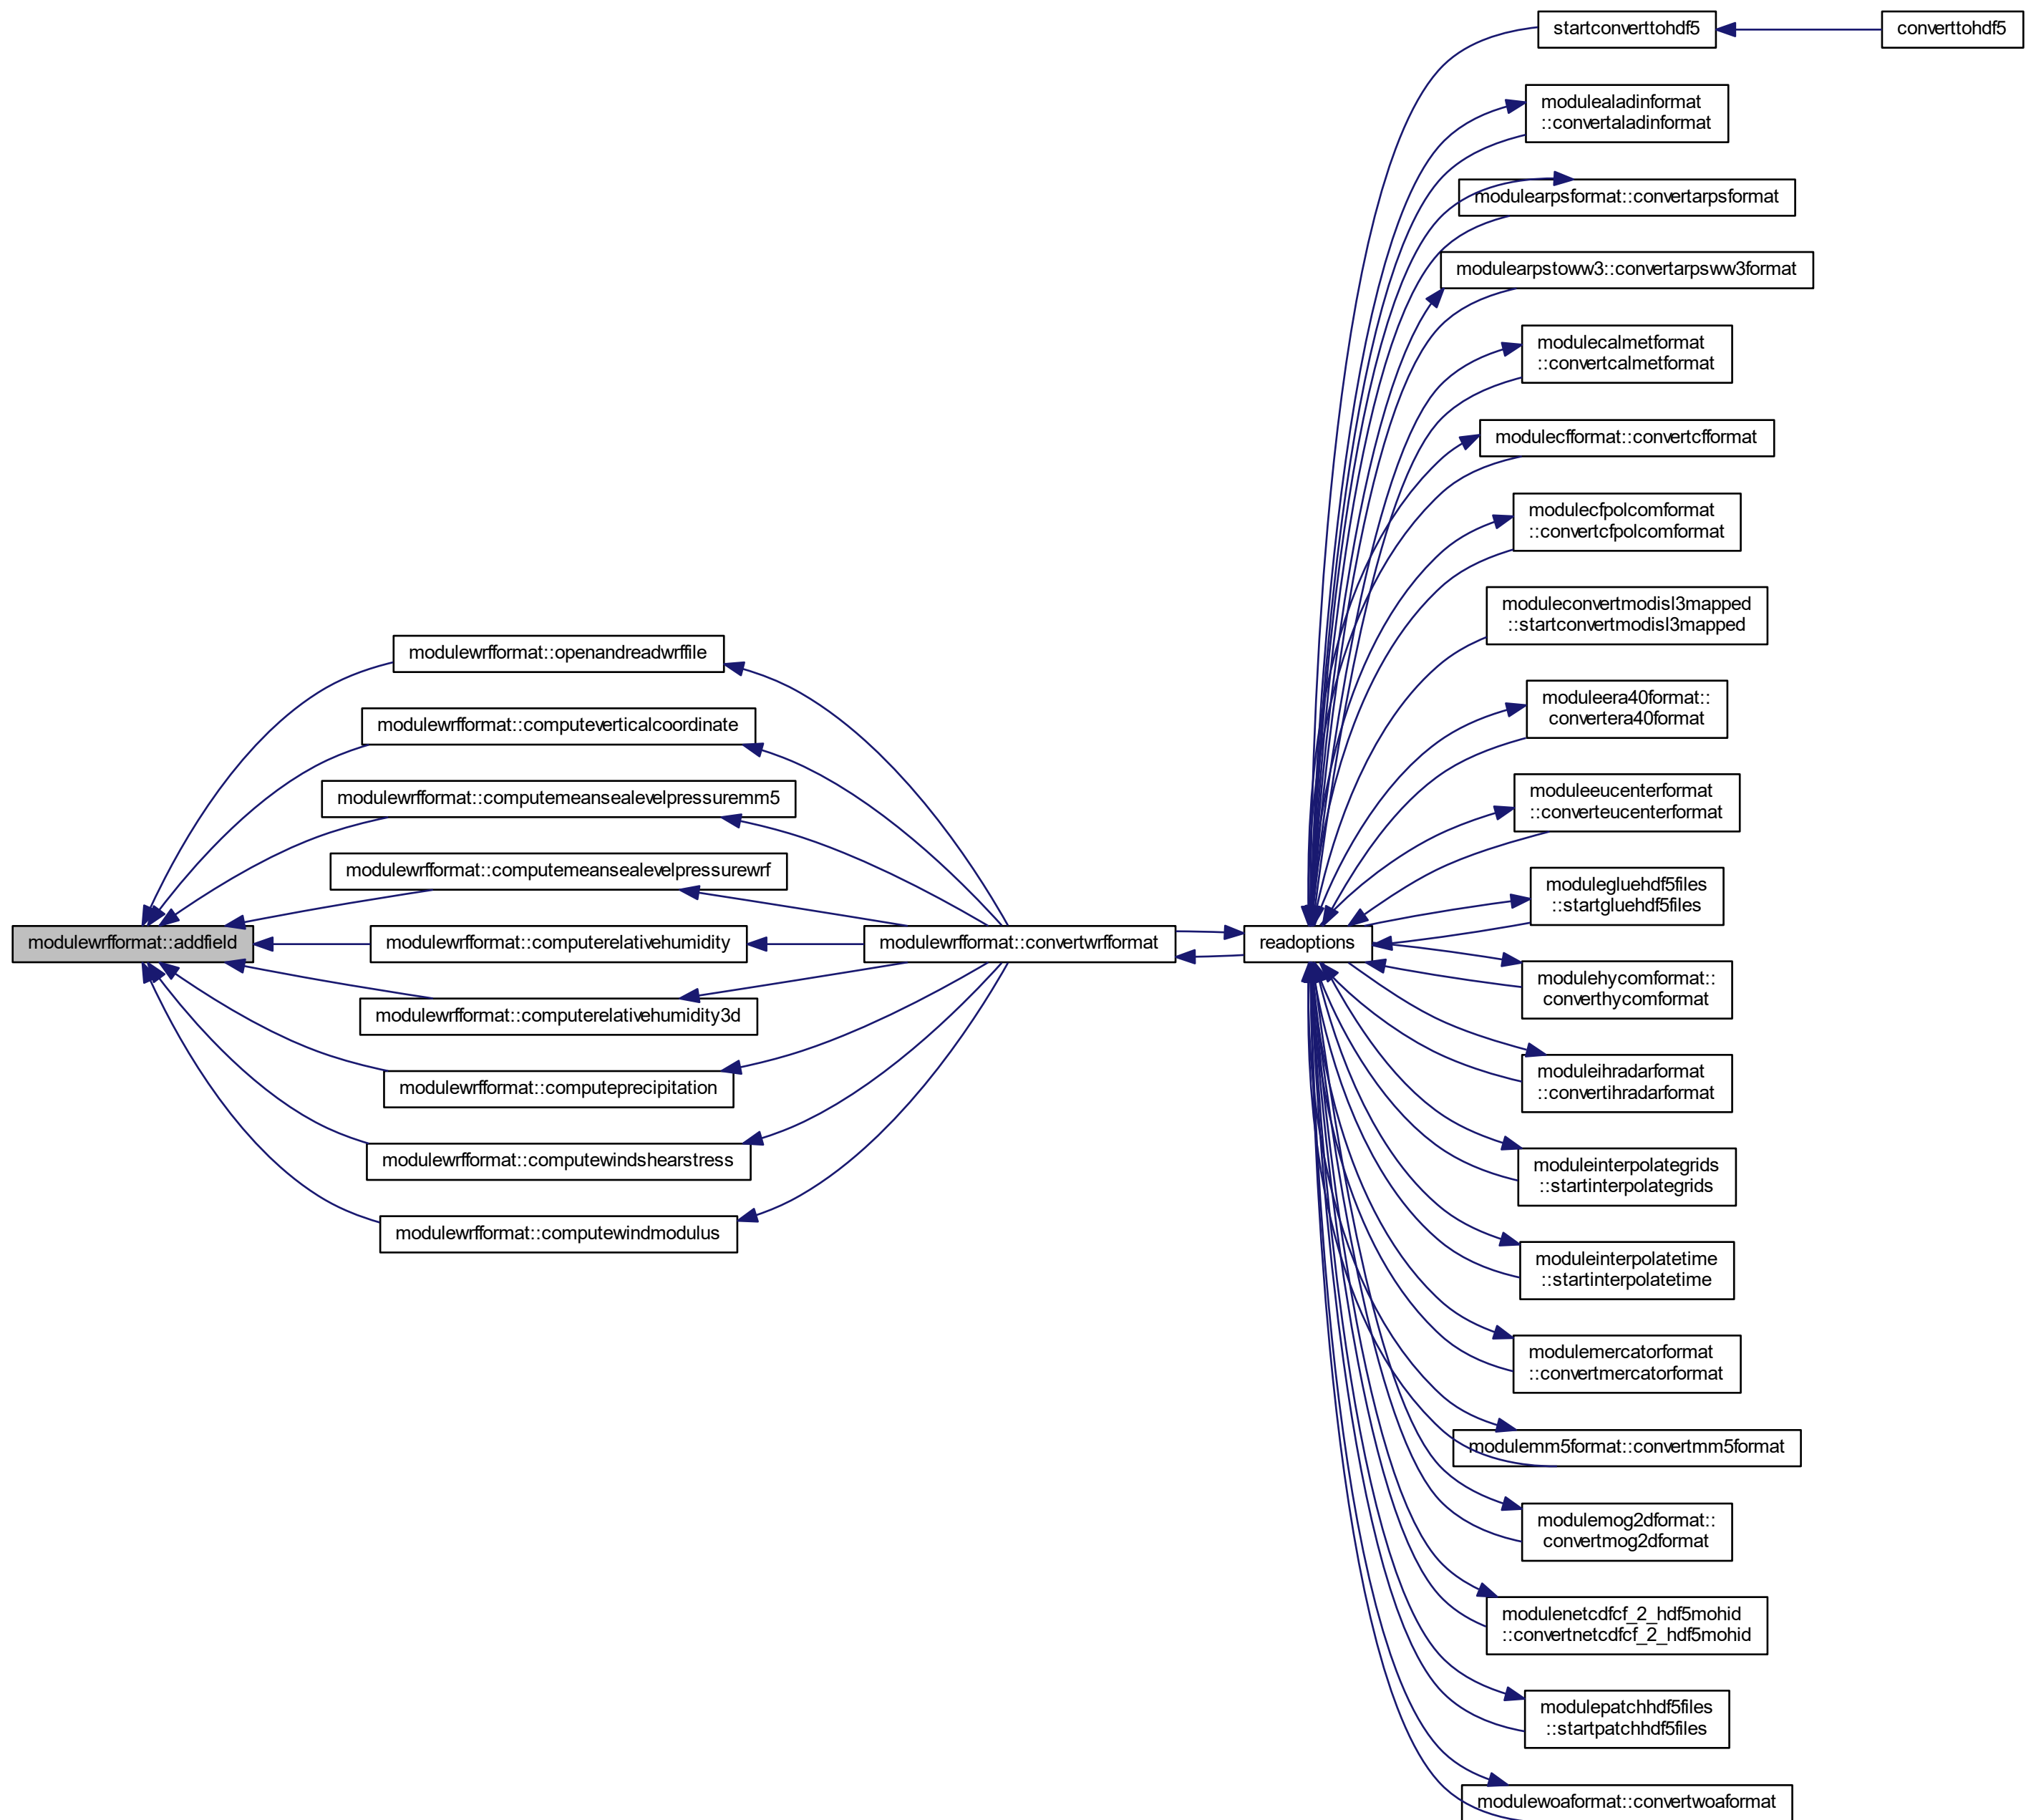 startconverttohdf5
converttohdf5
modulealadinformat
::convertaladinformat
modulearpsformat::convertarpsformat
modulearpstoww3::convertarpsww3format
modulecalmetformat
::convertcalmetformat
modulecfformat::convertcfformat
modulecfpolcomformat
::convertcfpolcomformat
moduleconvertmodisl3mapped
::startconvertmodisl3mapped
moduleera40format::
convertera40format
moduleeucenterformat
::converteucenterformat
modulegluehdf5files
::startgluehdf5files
modulehycomformat::
converthycomformat
moduleihradarformat
::convertihradarformat
moduleinterpolategrids
::startinterpolategrids
moduleinterpolatetime
::startinterpolatetime
modulemercatorformat
::convertmercatorformat
modulemm5format::convertmm5format
modulemog2dformat::
convertmog2dformat
modulenetcdfcf_2_hdf5mohid
::convertnetcdfcf_2_hdf5mohid
modulepatchhdf5files
::startpatchhdf5files
modulewoaformat::convertwoaformat
readoptions
modulewrfformat::convertwrfformat
modulewrfformat::openandreadwrffile
modulewrfformat::computeverticalcoordinate
modulewrfformat::computemeansealevelpressuremm5
modulewrfformat::computemeansealevelpressurewrf
modulewrfformat::computerelativehumidity
modulewrfformat::computerelativehumidity3d
modulewrfformat::computeprecipitation
modulewrfformat::computewindshearstress
modulewrfformat::computewindmodulus
modulewrfformat::addfield